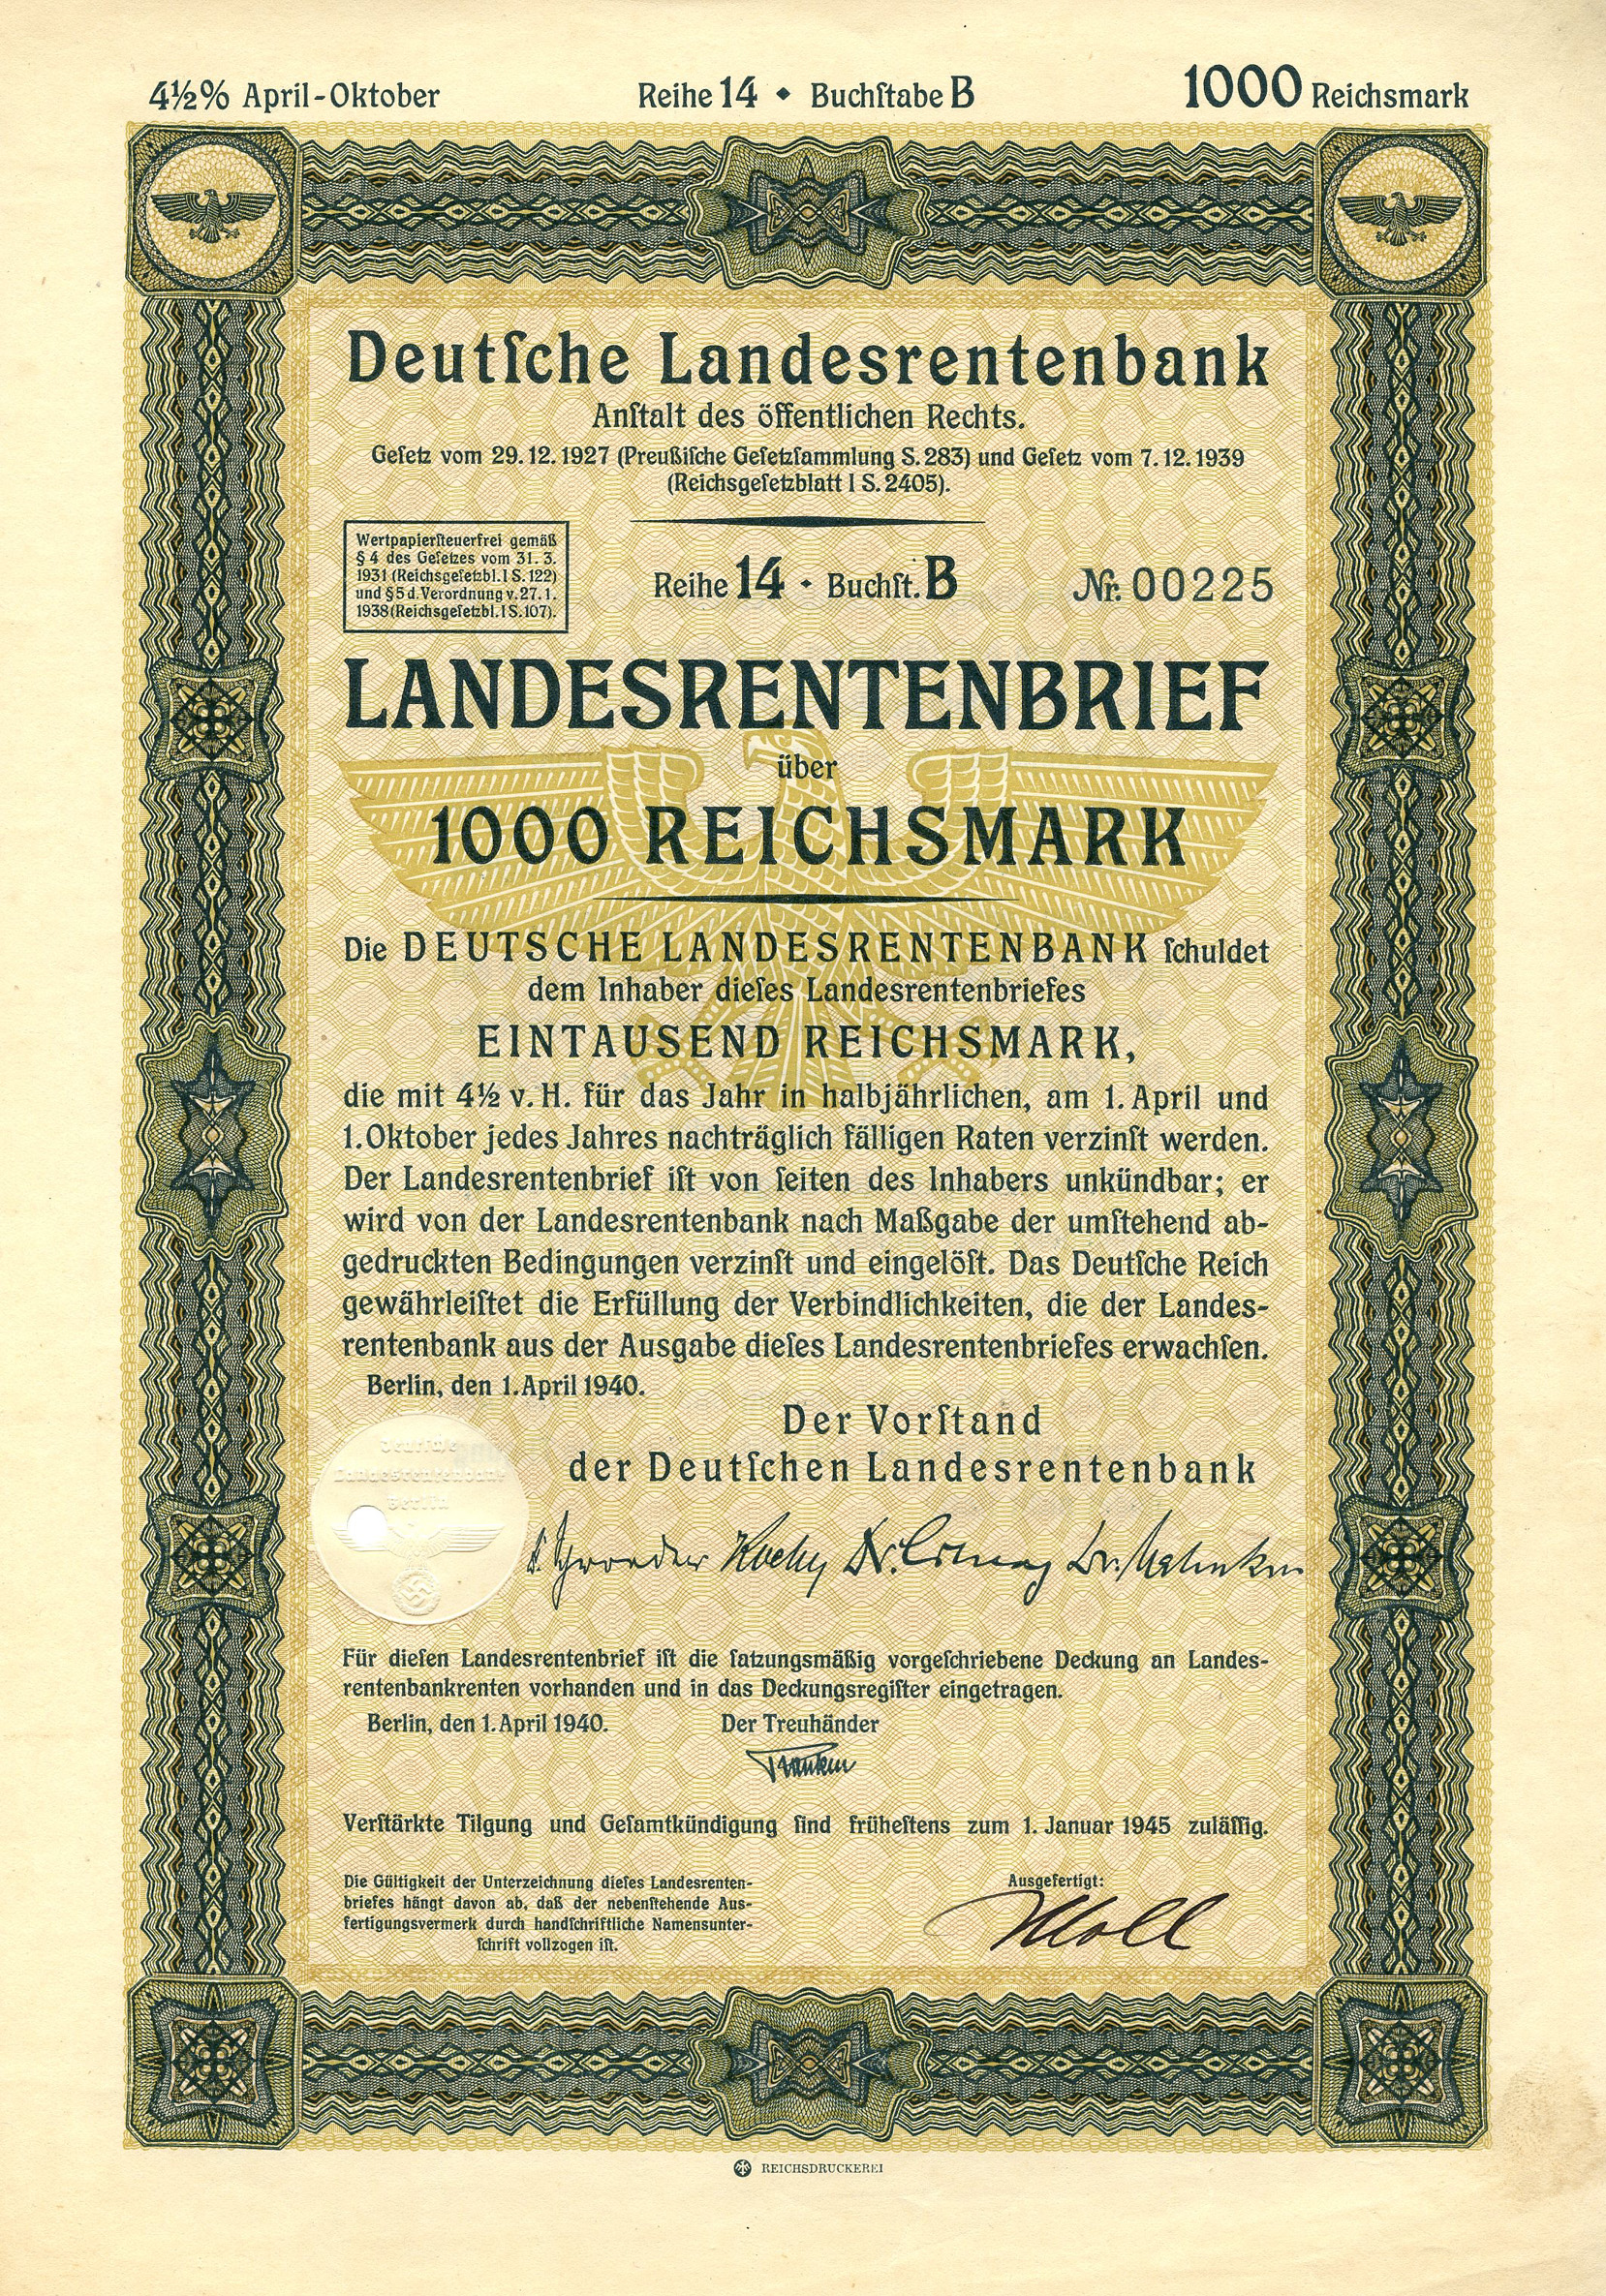 4½% April-Oktober
Reihe 14 ◆ Buchſtabe B
1000 Reichsmark
Deutſche Landesrentenbank
Anſtalt des öffentlichen Rechts.
Geſetz vom 29.12.1927 (Preußiſche Geſetzſammlung S.283) und Geſetz vom 7.12.1939
(Reichsgeſetzblatt I S.2405).
Wertpapierſteuerfrei gemäß
§ 4 des Geſetzes vom 31.3.
1931 (Reichsgeſetzbl. I S.122)
und § 5 d. Verordnung v. 27.1.
1938 (Reichsgeſetzbl. I S.107).
Reihe 14 · Buchſt. B
Nr. 00225
LANDESRENTENBRIEF
über
1000 REICHSMARK
Die DEUTSCHE LANDESRENTENBANK ſchuldet
dem Inhaber dieſes Landesrentenbriefes
EINTAUSEND REICHSMARK,
die mit 4½ v. H. für das Jahr in halbjährlichen, am 1. April und
1. Oktober jedes Jahres nachträglich fälligen Raten verzinſt werden.
Der Landesrentenbrief iſt von ſeiten des Inhabers unkündbar; er
wird von der Landesrentenbank nach Maßgabe der umſtehend ab-
gedruckten Bedingungen verzinſt und eingelöſt. Das Deutſche Reich
gewährleiſtet die Erfüllung der Verbindlichkeiten, die der Landes-
rentenbank aus der Ausgabe dieſes Landesrentenbriefes erwachſen.
Berlin, den 1. April 1940.
Der Vorſtand
der Deutſchen Landesrentenbank
Deutſche
Landesrentenbank
Berlin
Für dieſen Landesrentenbrief iſt die ſatzungsmäßig vorgeſchriebene Deckung an Landes-
rentenbankrenten vorhanden und in das Deckungsregiſter eingetragen.
Berlin, den 1. April 1940.
Der Treuhänder
Verſtärkte Tilgung und Geſamtkündigung ſind früheſtens zum 1. Januar 1945 zuläſſig.
Die Gültigkeit der Unterzeichnung dieſes Landesrenten-
briefes hängt davon ab, daß der nebenſtehende Aus-
fertigungsvermerk durch handſchriftliche Namensunter-
ſchrift vollzogen iſt.
Ausgefertigt:
REICHSDRUCKEREI